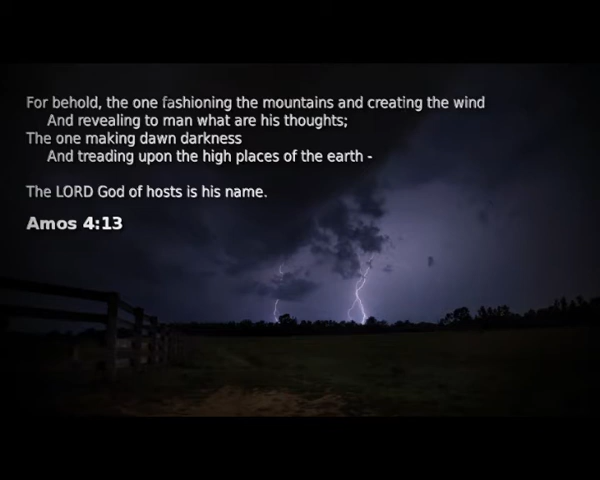 For behold, the one fashioning the mountains and creating the wind
And revealing to man what are his thoughts;
The one making dawn darkness
And treading upon the high places of the earth -
The LORD God of hosts is his name.
Amos 4:13